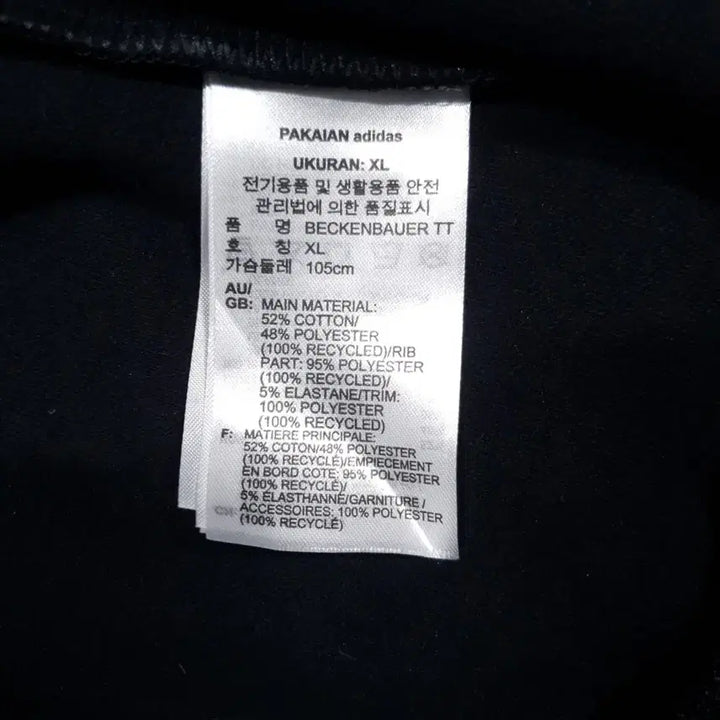 PAKAIAN adidas
UKURAN: XL
전기용품 및 생활용품 안전
관리법에 의한 품질표시
품 명 BECKENBAUER TT
호 칭 XL
가슴둘레 105cm
AU/
GB: MAIN MATERIAL:
52% COTTON/
48% POLYESTER
(100% RECYCLED)/RIB
PART: 95% POLYESTER
(100% RECYCLED)/
5% ELASTANE/TRIM:
100% POLYESTER
(100% RECYCLED)
F: MATIERE PRINCIPALE:
52% COTON/48% POLYESTER
(100% RECYCLÉ)/EMPIECEMENT
EN BORD COTE: 95% POLYESTER
(100% RECYCLÉ)/
5% ÉLASTHANNE/GARNITURE /
ACCESSOIRES: 100% POLYESTER
(100% RECYCLÉ)